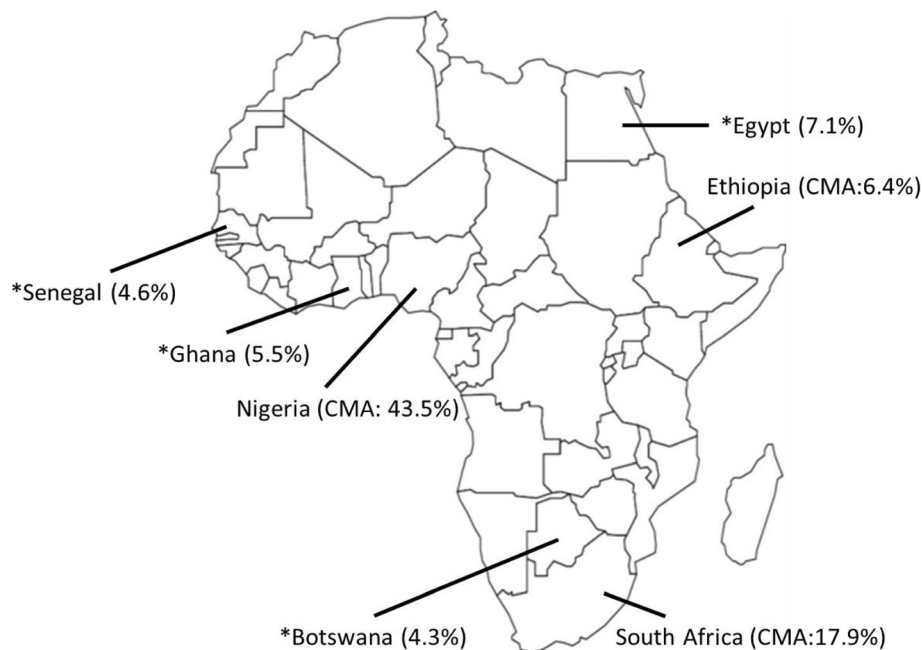 *Egypt (7.1%)
Ethiopia (CMA:6.4%)
*Senegal (4.6%)
*Ghana (5.5%)
Nigeria (CMA: 43.5%)
*Botswana (4.3%)
South Africa (CMA:17.9%)